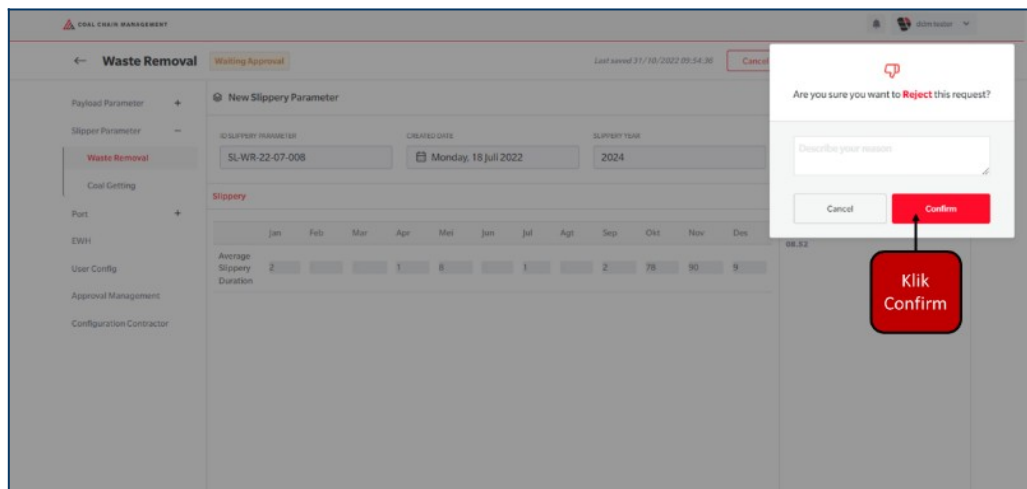 COAL CHAIN MANAGEMENT
ddm tester
← Waste Removal
Waiting Approval
Last saved 31/10/2022 09:54:36
Cancel
Payload Parameter +
Slipper Parameter −
Waste Removal
Coal Getting
Port +
EWH
User Config
Approval Management
Configuration Contractor
New Slippery Parameter
ID SLIPPERY PARAMETER
CREATED DATE
SLIPPERY YEAR
SL-WR-22-07-008
Monday, 18 Juli 2022
2024
Slippery
Jan Feb Mar Apr Mei Jun Jul Agt Sep Okt Nov Des
Average
Slippery
Duration
2 1 8 1 2 78 90 9
Are you sure you want to Reject this request?
Describe your reason
Cancel
Confirm
08.52
Klik
Confirm